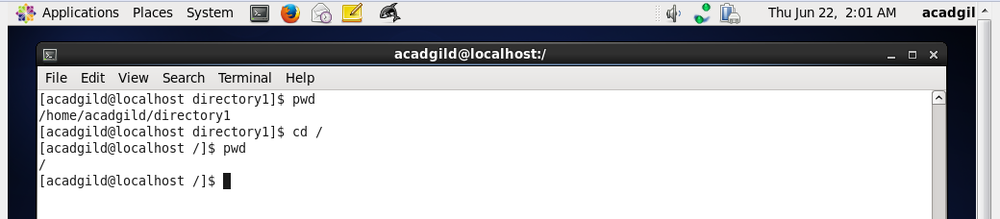 Applications Places System Thu Jun 22, 2:01 AM acadgil
acadgild@localhost:/
File Edit View Search Terminal Help
[acadgild@localhost directory1]$ pwd
/home/acadgild/directory1
[acadgild@localhost directory1]$ cd /
[acadgild@localhost /]$ pwd
/
[acadgild@localhost /]$